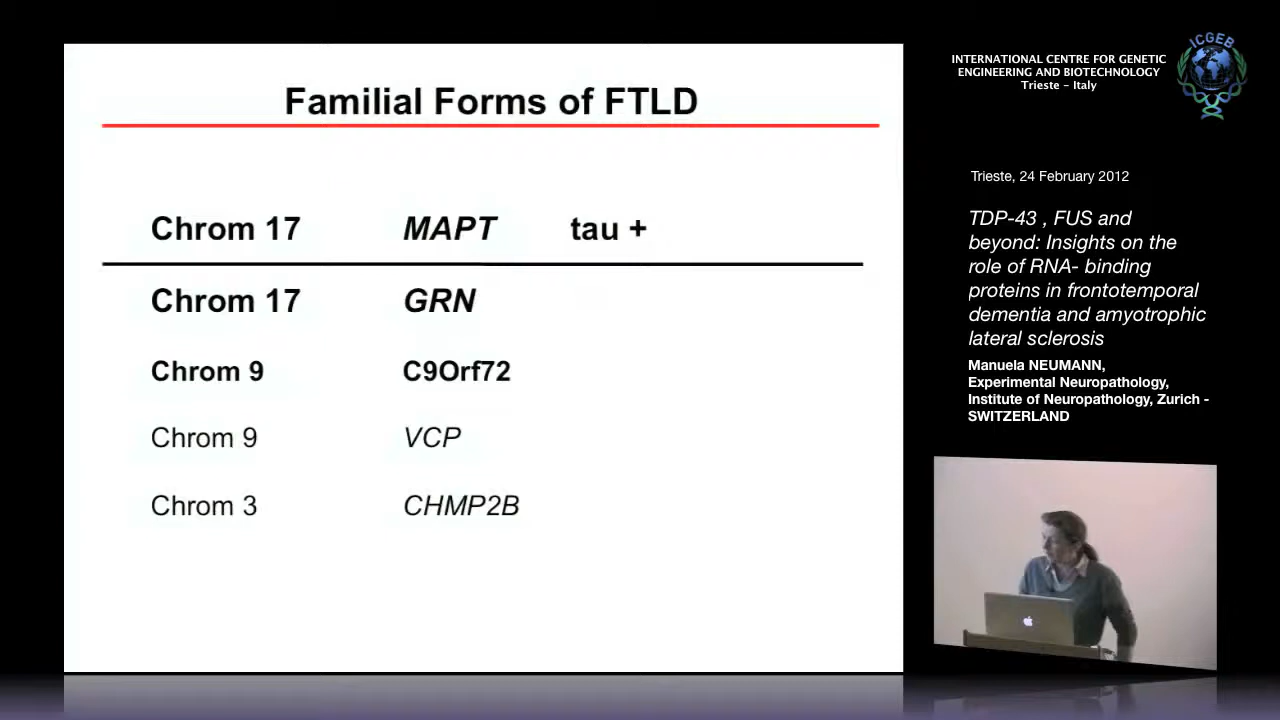 Familial Forms of FTLD
Chrom 17 MAPT tau +
Chrom 17 GRN
Chrom 9 C9Orf72
Chrom 9 VCP
Chrom 3 CHMP2B
ICGEB
INTERNATIONAL CENTRE FOR GENETIC
ENGINEERING AND BIOTECHNOLOGY
Trieste - Italy
Trieste, 24 February 2012
TDP-43 , FUS and
beyond: Insights on the
role of RNA- binding
proteins in frontotemporal
dementia and amyotrophic
lateral sclerosis
Manuela NEUMANN,
Experimental Neuropathology,
Institute of Neuropathology, Zurich -
SWITZERLAND